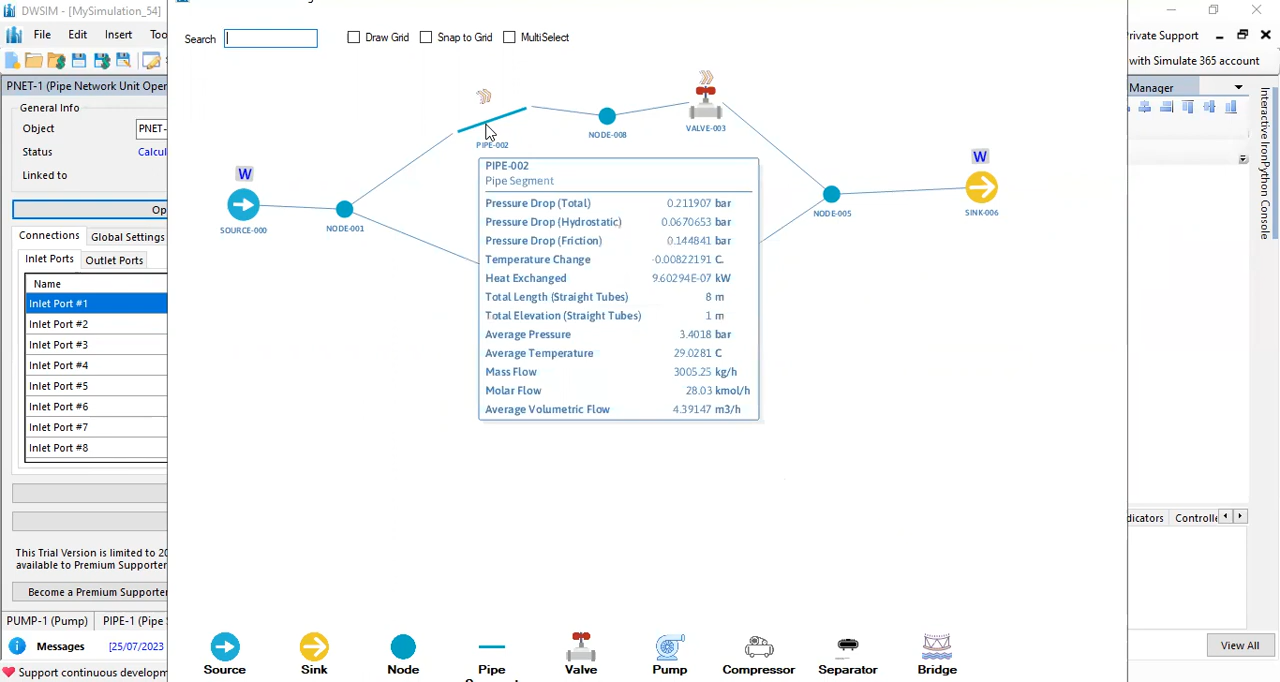 DWSIM - [MySimulation_54]
File Edit Insert Too
rivate Support
with Simulate 365 account
Search
Draw Grid Snap to Grid MultiSelect
PNET-1 (Pipe Network Unit Oper
Manager
General Info
Object PNET-
Status Calcul
Linked to
Op
Connections Global Settings
Inlet Ports Outlet Ports
Name
Inlet Port #1
Inlet Port #2
Inlet Port #3
Inlet Port #4
Inlet Port #5
Inlet Port #6
Inlet Port #7
Inlet Port #8
This Trial Version is limited to 20
available to Premium Supporter
Become a Premium Supporter
PUMP-1 (Pump) PIPE-1 (Pipe
Messages [25/07/2023
Support continuous developm
W
SOURCE-000
NODE-001
PIPE-002
NODE-008
VALVE-003
NODE-005
W
SINK-006
PIPE-002
Pipe Segment
Pressure Drop (Total) 0.211907 bar
Pressure Drop (Hydrostatic) 0.0670653 bar
Pressure Drop (Friction) 0.144841 bar
Temperature Change -0.00822191 C.
Heat Exchanged 9.60294E-07 kW
Total Length (Straight Tubes) 8 m
Total Elevation (Straight Tubes) 1 m
Average Pressure 3.4018 bar
Average Temperature 29.0281 C
Mass Flow 3005.25 kg/h
Molar Flow 28.03 kmol/h
Average Volumetric Flow 4.39147 m3/h
Source Sink Node Pipe Valve Pump Compressor Separator Bridge
Interactive IronPython Console
dicators Controlle
View All